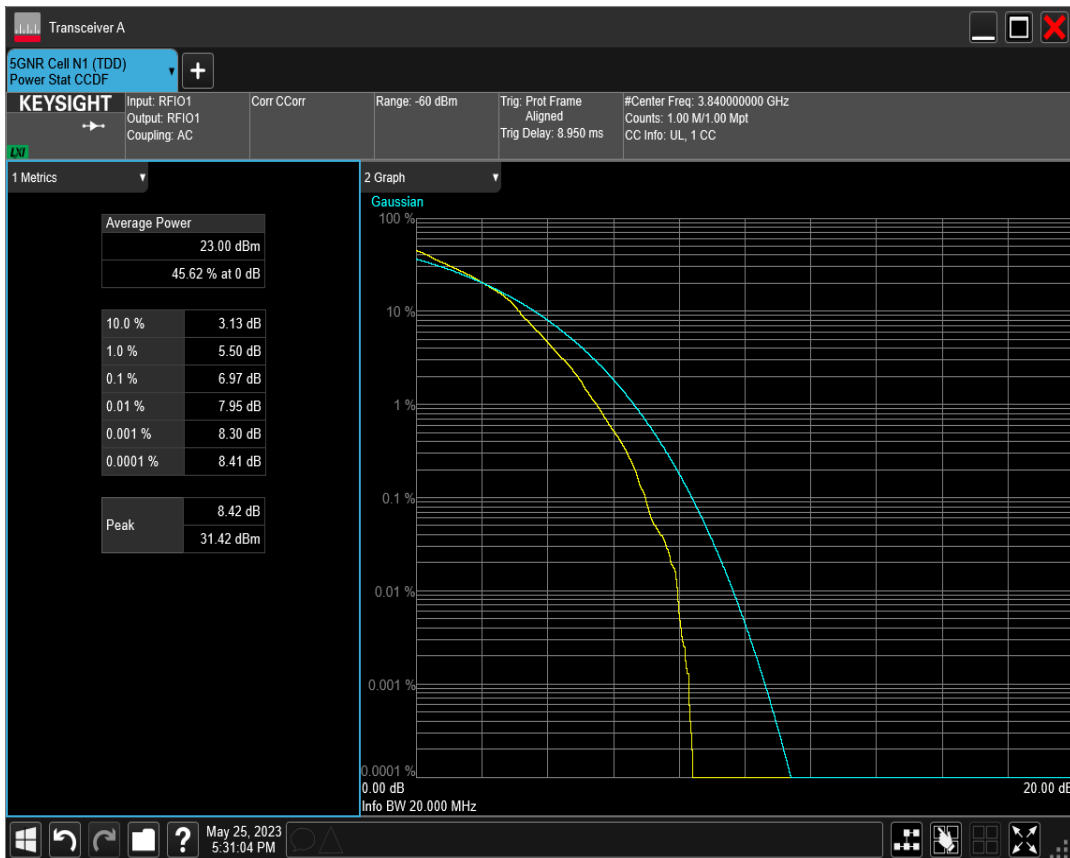 Transceiver A
5GNR Cell N1 (TDD)
Power Stat CCDF
+
KEYSIGHT
LXI
Input: RFIO1
Output: RFIO1
Coupling: AC
Corr CCorr
Range: -60 dBm
Trig: Prot Frame
Aligned
Trig Delay: 8.950 ms
#Center Freq: 3.840000000 GHz
Counts: 1.00 M/1.00 Mpt
CC Info: UL, 1 CC
1 Metrics
Average Power
23.00 dBm
45.62 % at 0 dB
10.0 % 3.13 dB
1.0 % 5.50 dB
0.1 % 6.97 dB
0.01 % 7.95 dB
0.001 % 8.30 dB
0.0001 % 8.41 dB
Peak
8.42 dB
31.42 dBm
2 Graph
Gaussian
100 %
10 %
1 %
0.1 %
0.01 %
0.001 %
0.0001 %
0.00 dB 20.00 dB
Info BW 20.000 MHz
?
May 25, 2023
5:31:04 PM